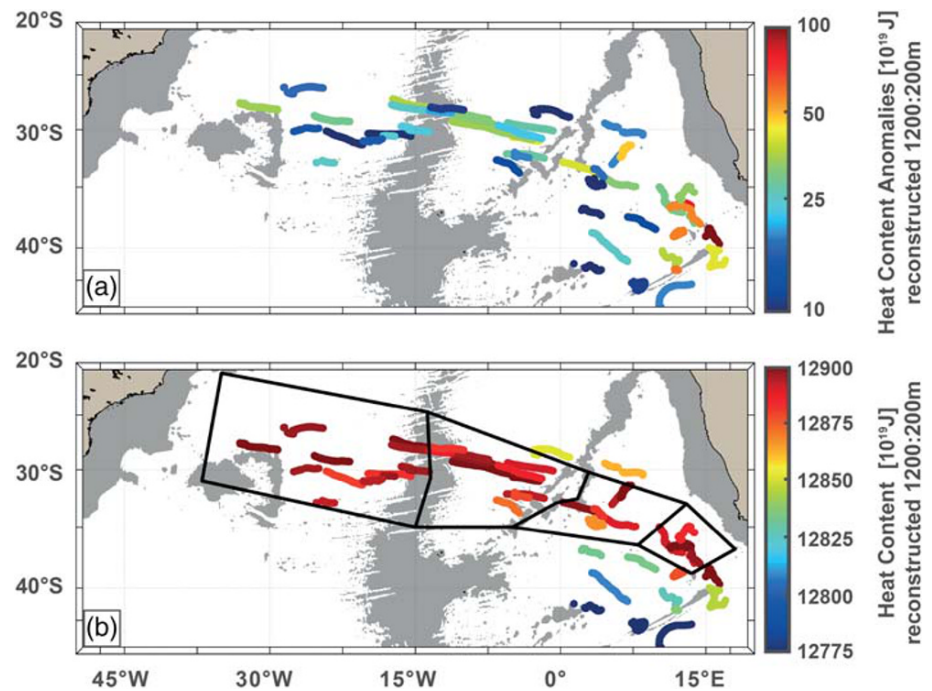 20°S
30°S
40°S
(a)
100
50
25
10
Heat Content Anomalies [10¹⁹ J]
reconstructed 1200:200m
20°S
30°S
40°S
(b)
45°W
30°W
15°W
0°
15°E
12900
12875
12850
12825
12800
12775
Heat Content [10¹⁹J]
reconstructed 1200:200m